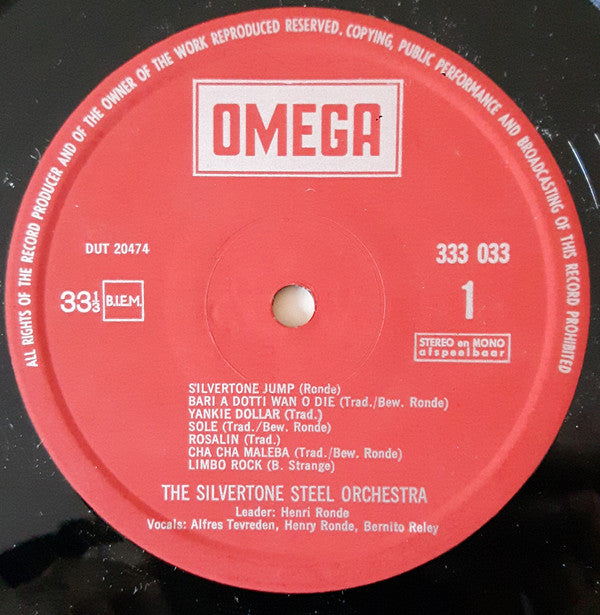 ALL RIGHTS OF THE RECORD PRODUCER AND OF THE OWNER OF THE WORK REPRODUCED RESERVED. COPYING, PUBLIC PERFORMANCE AND BROADCASTING OF THIS RECORD PROHIBITED
OMEGA
DUT 20474
333 033
33⅓ B.I.E.M.
1
STEREO en MONO
afspeelbaar
SILVERTONE JUMP (Ronde)
BARI A DOTTI WAN O DIE (Trad./Bew. Ronde)
YANKIE DOLLAR (Trad.)
SOLE (Trad./Bew. Ronde)
ROSALIN (Trad.)
CHA CHA MALEBA (Trad./Bew. Ronde)
LIMBO ROCK (B. Strange)
THE SILVERTONE STEEL ORCHESTRA
Leader: Henri Ronde
Vocals: Alfres Tevreden, Henry Ronde, Bernito Reley